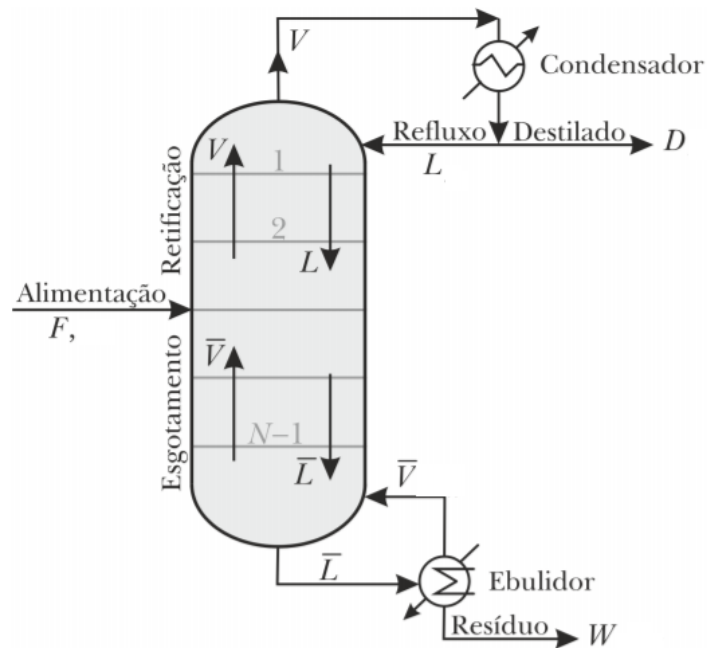 V
Condensador
Refluxo
Destilado
D
L
Retificação
V
1
2
L
Alimentação
F,
Esgotamento
V̅
N−1
L̅
V̅
L̅
Ebulidor
Resíduo
W